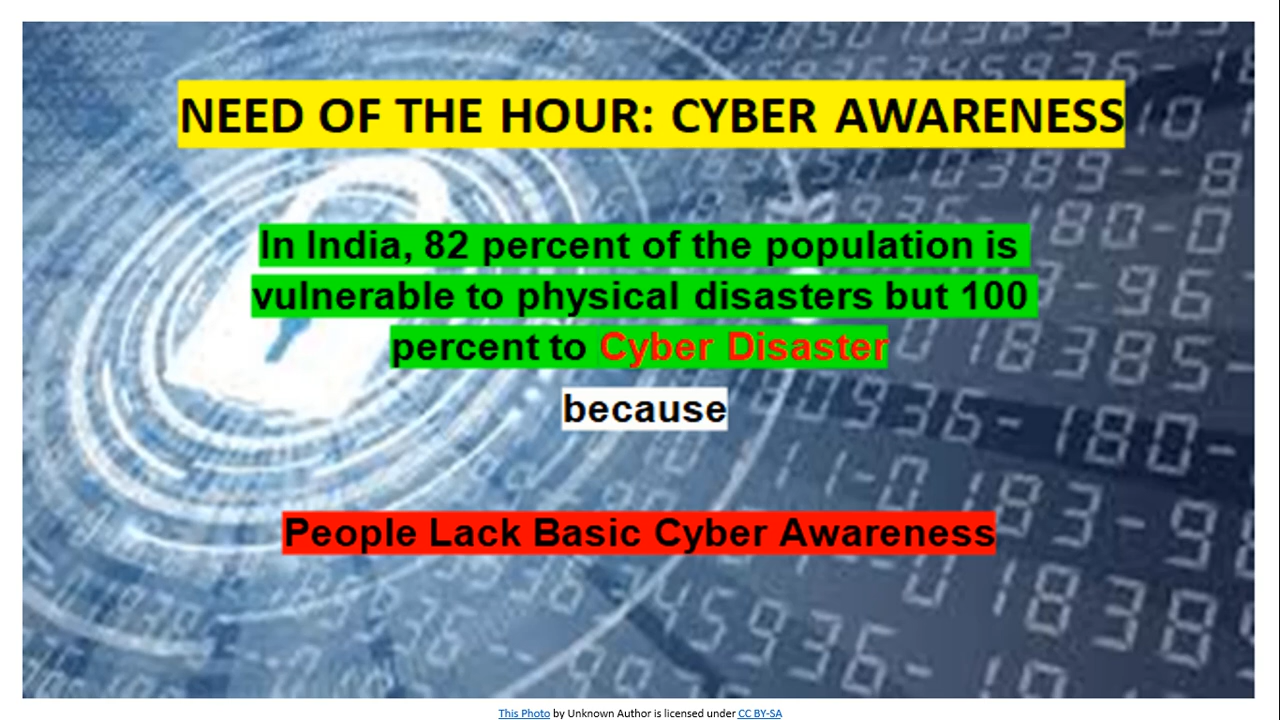 NEED OF THE HOUR: CYBER AWARENESS
In India, 82 percent of the population is
vulnerable to physical disasters but 100
percent to Cyber Disaster
because
People Lack Basic Cyber Awareness
This Photo by Unknown Author is licensed under CC BY-SA